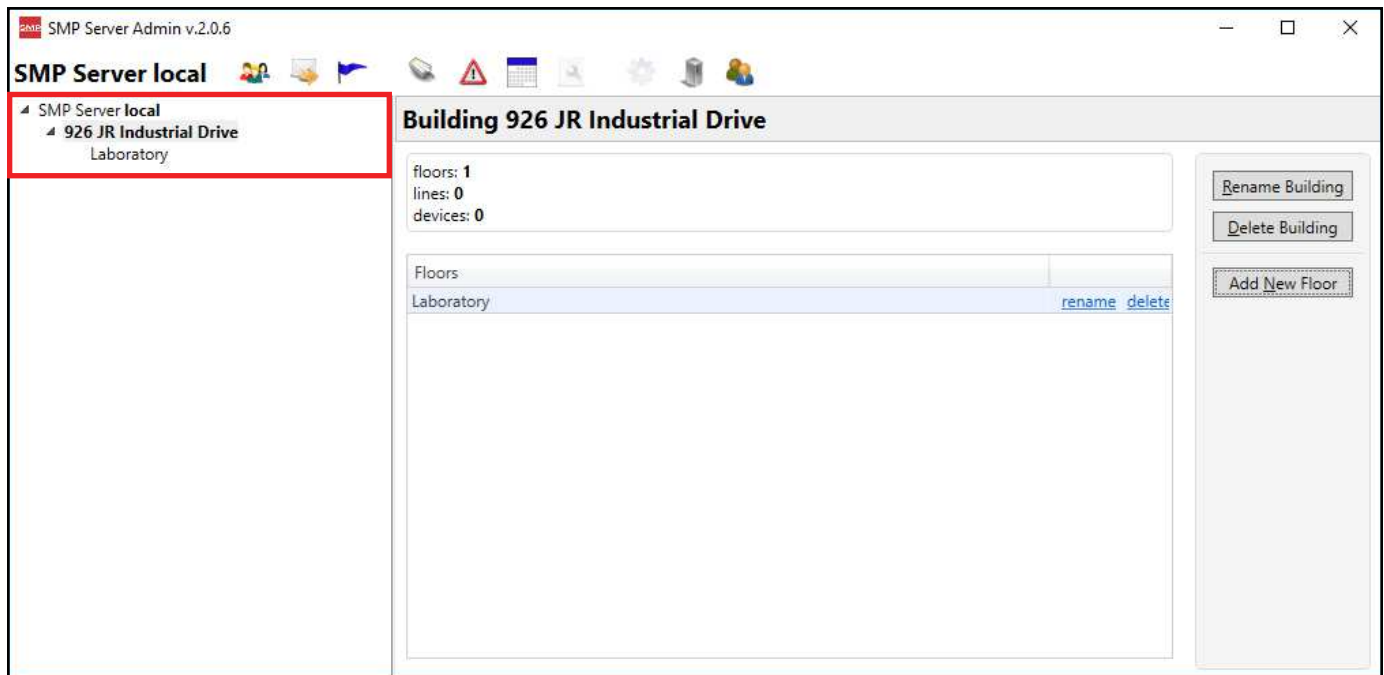 SMP SMP Server Admin v.2.0.6
SMP Server local
SMP Server local
926 JR Industrial Drive
Laboratory
Building 926 JR Industrial Drive
floors: 1
lines: 0
devices: 0
Floors
Laboratory rename delete
Rename Building
Delete Building
Add New Floor